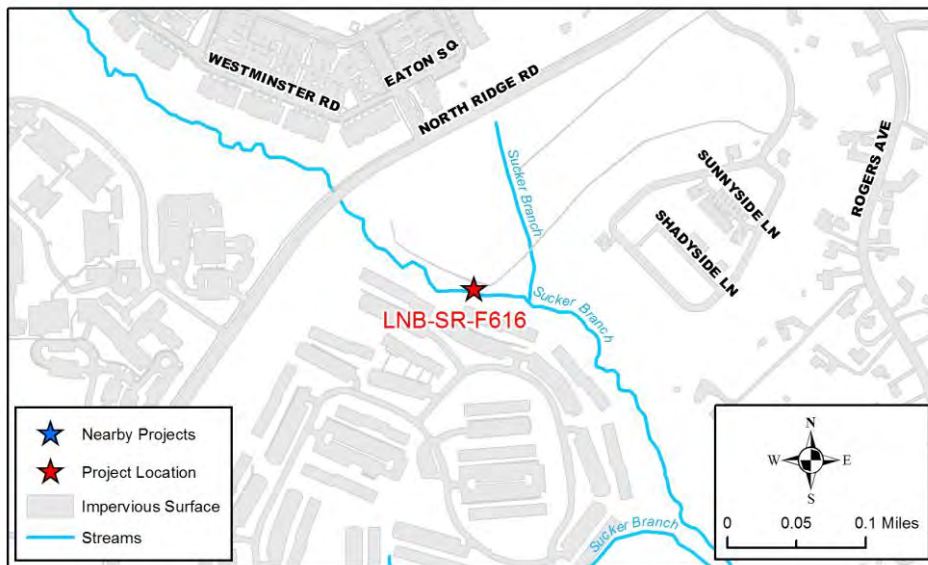 WESTMINSTER RD
EATON SQ
NORTH RIDGE RD
Sucker Branch
SUNNYSIDE LN
ROGERS AVE
SHADYSIDE LN
Sucker Branch
LNB-SR-F616
Nearby Projects
Project Location
Impervious Surface
Streams
N
W E
S
0 0.05 0.1 Miles
Sucker Branch